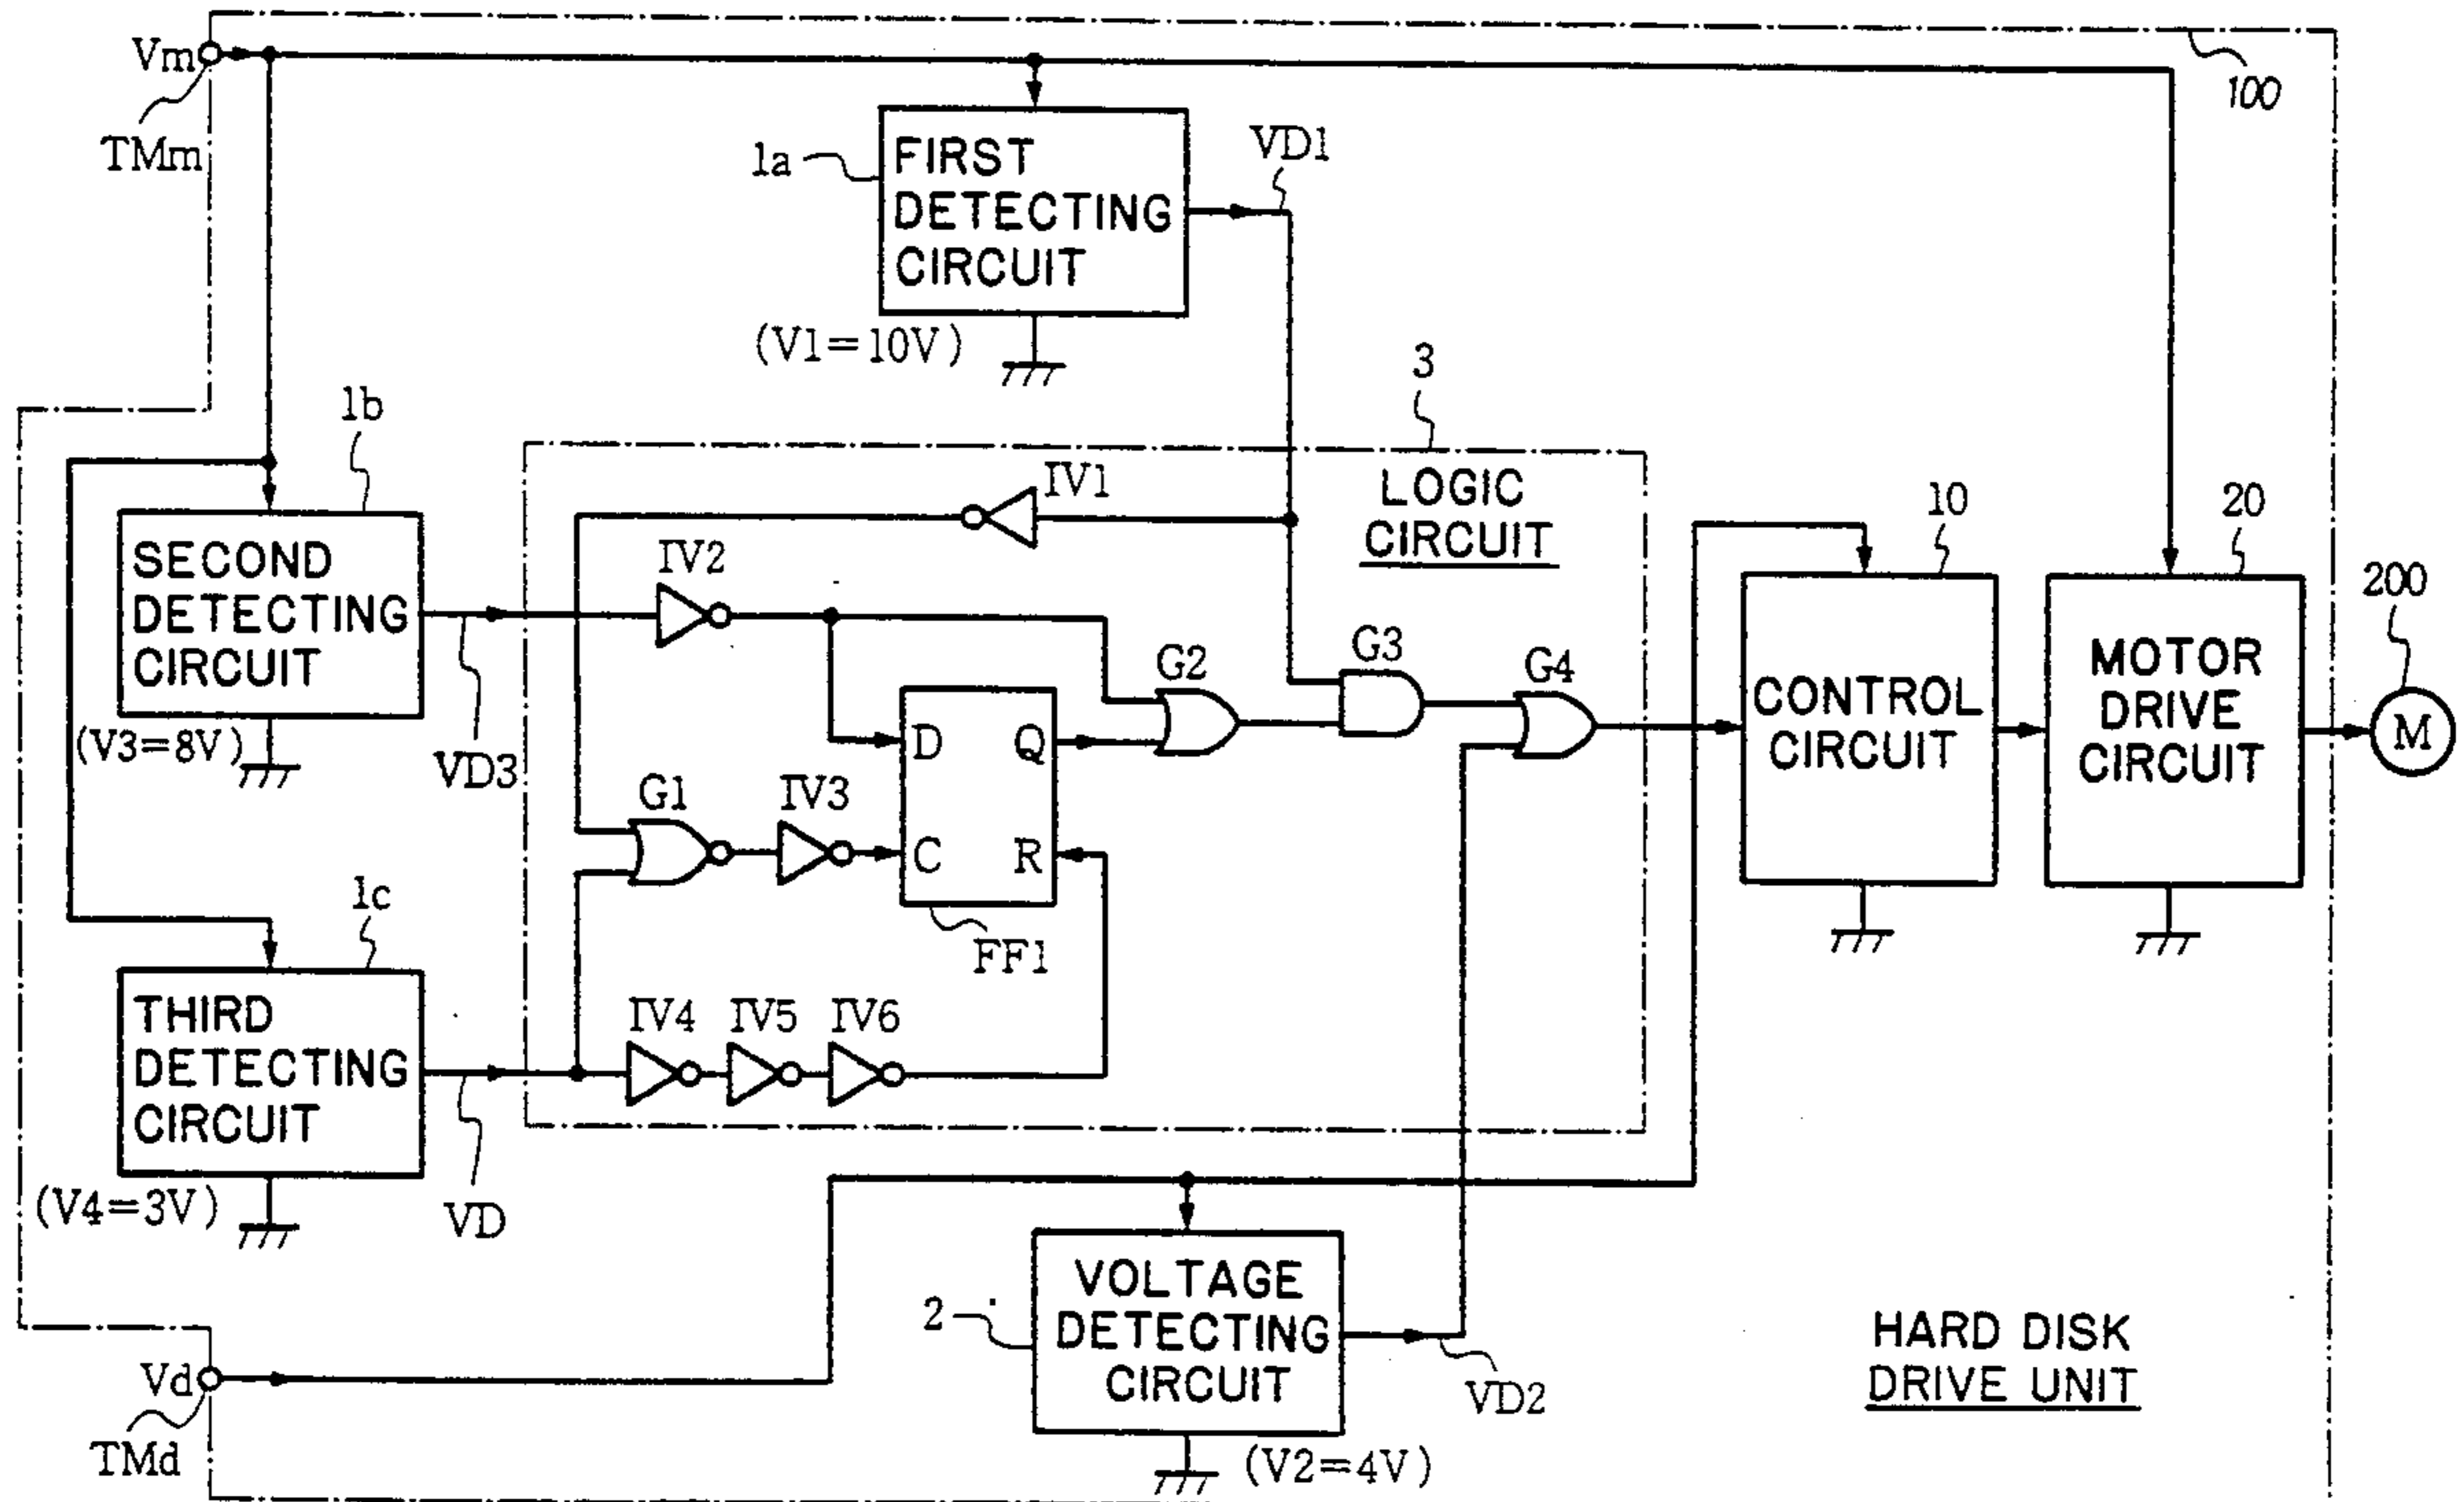 Vm
TMm
100
1a
FIRST
DETECTING
CIRCUIT
VD1
(V1=10V)
3
1b
LOGIC
CIRCUIT
IV1
10
20
200
SECOND
DETECTING
CIRCUIT
(V3=8V)
VD3
IV2
G2
G3
G4
CONTROL
CIRCUIT
MOTOR
DRIVE
CIRCUIT
M
D
Q
C
R
G1
IV3
FF1
1c
THIRD
DETECTING
CIRCUIT
(V4=3V)
VD
IV4
IV5
IV6
Vd
TMd
2
VOLTAGE
DETECTING
CIRCUIT
(V2=4V)
VD2
HARD DISK
DRIVE UNIT